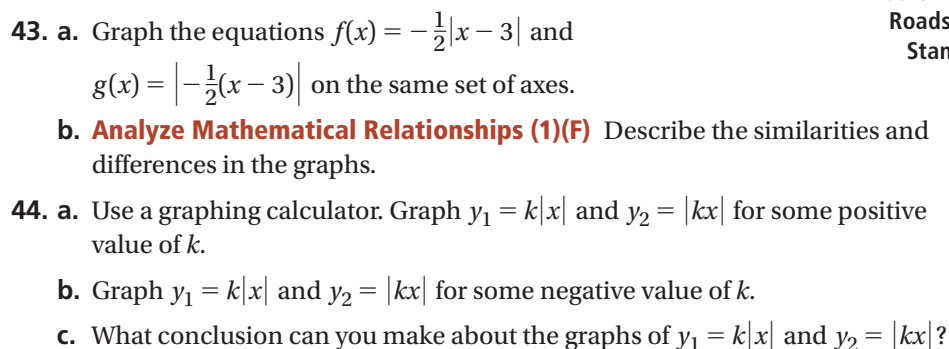 Roads
Stan
43. a. Graph the equations f(x) = −1/2|x − 3| and
g(x) = |−1/2(x − 3)| on the same set of axes.
b. Analyze Mathematical Relationships (1)(F) Describe the similarities and
differences in the graphs.
44. a. Use a graphing calculator. Graph y₁ = k|x| and y₂ = |kx| for some positive
value of k.
b. Graph y₁ = k|x| and y₂ = |kx| for some negative value of k.
c. What conclusion can you make about the graphs of y₁ = k|x| and y₂ = |kx|?